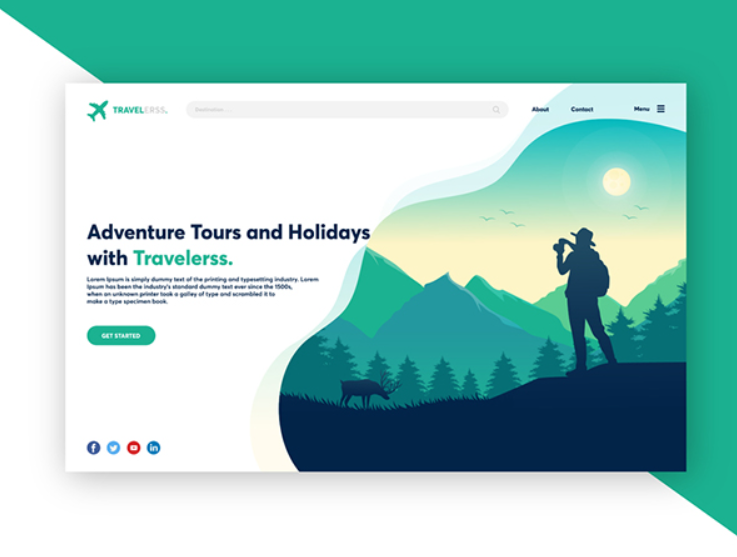 TRAVELERSS.
Destination....
About
Contact
Menu
Adventure Tours and Holidays
with Travelerss.
Lorem Ipsum is simply dummy text of the printing and typesetting industry. Lorem
Ipsum has been the industry's standard dummy text ever since the 1500s,
when an unknown printer took a galley of type and scrambled it to
make a type specimen book.
GET STARTED
f
in